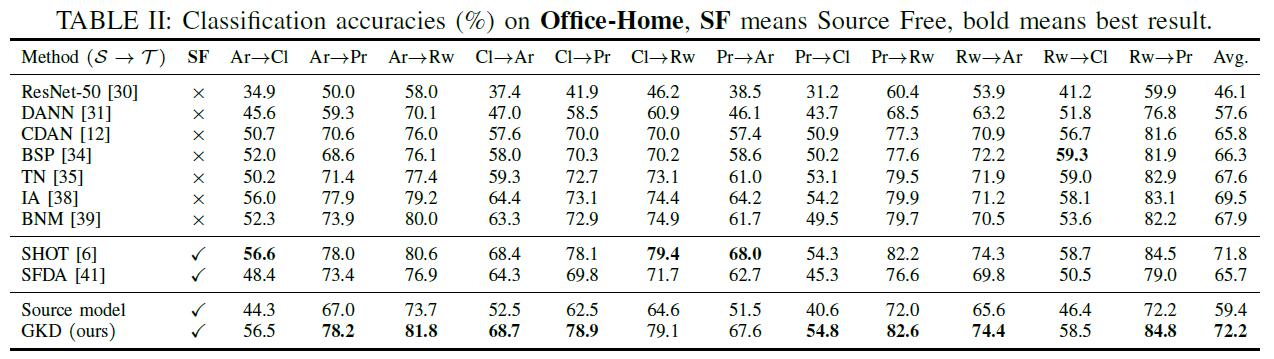 TABLE II: Classification accuracies (%) on Office-Home, SF means Source Free, bold means best result.
Method (S → T) SF Ar→Cl Ar→Pr Ar→Rw Cl→Ar Cl→Pr Cl→Rw Pr→Ar Pr→Cl Pr→Rw Rw→Ar Rw→Cl Rw→Pr Avg.
ResNet-50 [30] × 34.9 50.0 58.0 37.4 41.9 46.2 38.5 31.2 60.4 53.9 41.2 59.9 46.1
DANN [31] × 45.6 59.3 70.1 47.0 58.5 60.9 46.1 43.7 68.5 63.2 51.8 76.8 57.6
CDAN [12] × 50.7 70.6 76.0 57.6 70.0 70.0 57.4 50.9 77.3 70.9 56.7 81.6 65.8
BSP [34] × 52.0 68.6 76.1 58.0 70.3 70.2 58.6 50.2 77.6 72.2 59.3 81.9 66.3
TN [35] × 50.2 71.4 77.4 59.3 72.7 73.1 61.0 53.1 79.5 71.9 59.0 82.9 67.6
IA [38] × 56.0 77.9 79.2 64.4 73.1 74.4 64.2 54.2 79.9 71.2 58.1 83.1 69.5
BNM [39] × 52.3 73.9 80.0 63.3 72.9 74.9 61.7 49.5 79.7 70.5 53.6 82.2 67.9
SHOT [6] ✓ 56.6 78.0 80.6 68.4 78.1 79.4 68.0 54.3 82.2 74.3 58.7 84.5 71.8
SFDA [41] ✓ 48.4 73.4 76.9 64.3 69.8 71.7 62.7 45.3 76.6 69.8 50.5 79.0 65.7
Source model ✓ 44.3 67.0 73.7 52.5 62.5 64.6 51.5 40.6 72.0 65.6 46.4 72.2 59.4
GKD (ours) ✓ 56.5 78.2 81.8 68.7 78.9 79.1 67.6 54.8 82.6 74.4 58.5 84.8 72.2